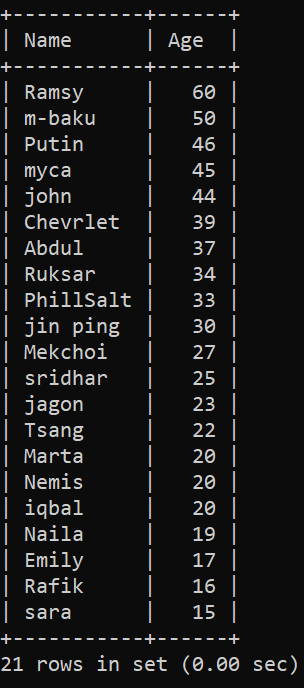 +-----------+------+
| Name      | Age  |
+-----------+------+
| Ramsy     |   60 |
| m-baku    |   50 |
| Putin     |   46 |
| myca      |   45 |
| john      |   44 |
| Chevrlet  |   39 |
| Abdul     |   37 |
| Ruksar    |   34 |
| PhillSalt |   33 |
| jin ping  |   30 |
| Mekchoi   |   27 |
| sridhar   |   25 |
| jagon     |   23 |
| Tsang     |   22 |
| Marta     |   20 |
| Nemis     |   20 |
| iqbal     |   20 |
| Naila     |   19 |
| Emily     |   17 |
| Rafik     |   16 |
| sara      |   15 |
+-----------+------+
21 rows in set (0.00 sec)